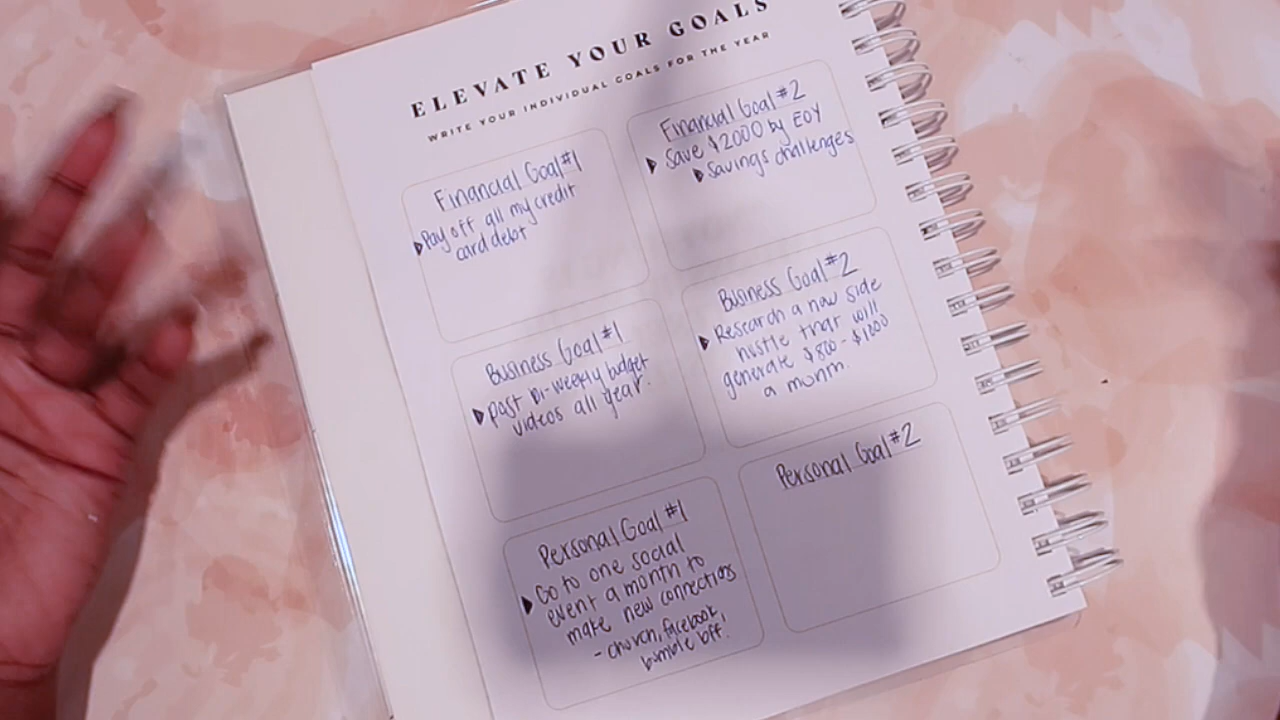 ELEVATE YOUR GOALS
WRITE YOUR INDIVIDUAL GOALS FOR THE YEAR
Financial Goal #1
Pay off all my credit
card debt
Financial Goal #2
Save $2000 by EOY
Savings challenges
Business Goal #1
Past bi-weekly budget
videos all year.
Business Goal #2
Research a new side
hustle that will
generate $800-$1200
a month.
Personal Goal #1
Go to one social
event a month to
make new connections
- church, facebook,
bumble bff!
Personal Goal #2